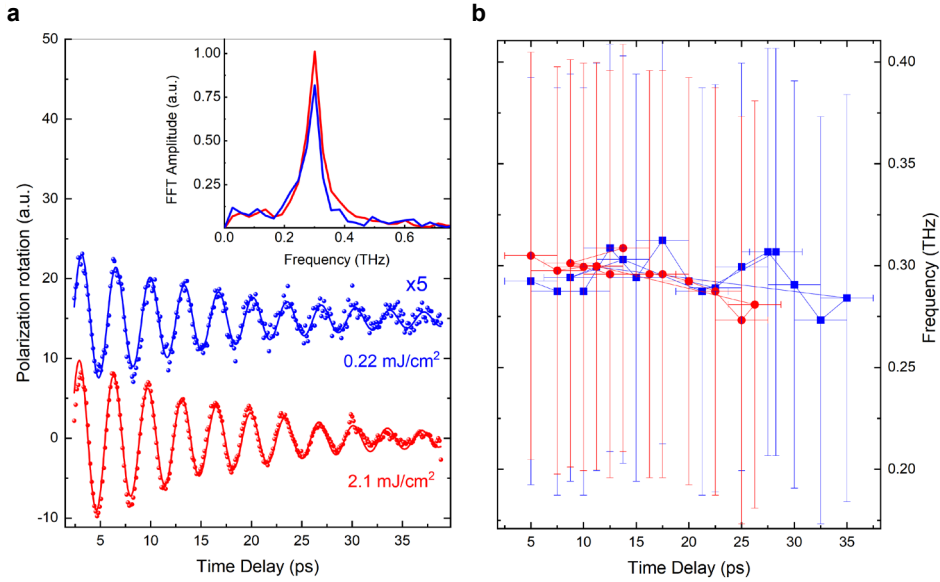 a
50
40
30
20
10
0
-10
Polarization rotation (a.u.)
5 10 15 20 25 30 35
Time Delay (ps)
1.00
0.75
0.50
0.25
FFT Amplitude (a.u.)
0.0 0.2 0.4 0.6
Frequency (THz)
x5
0.22 mJ/cm²
2.1 mJ/cm²
b
0.40
0.35
0.30
0.25
0.20
Frequency (THz)
5 10 15 20 25 30 35
Time Delay (ps)